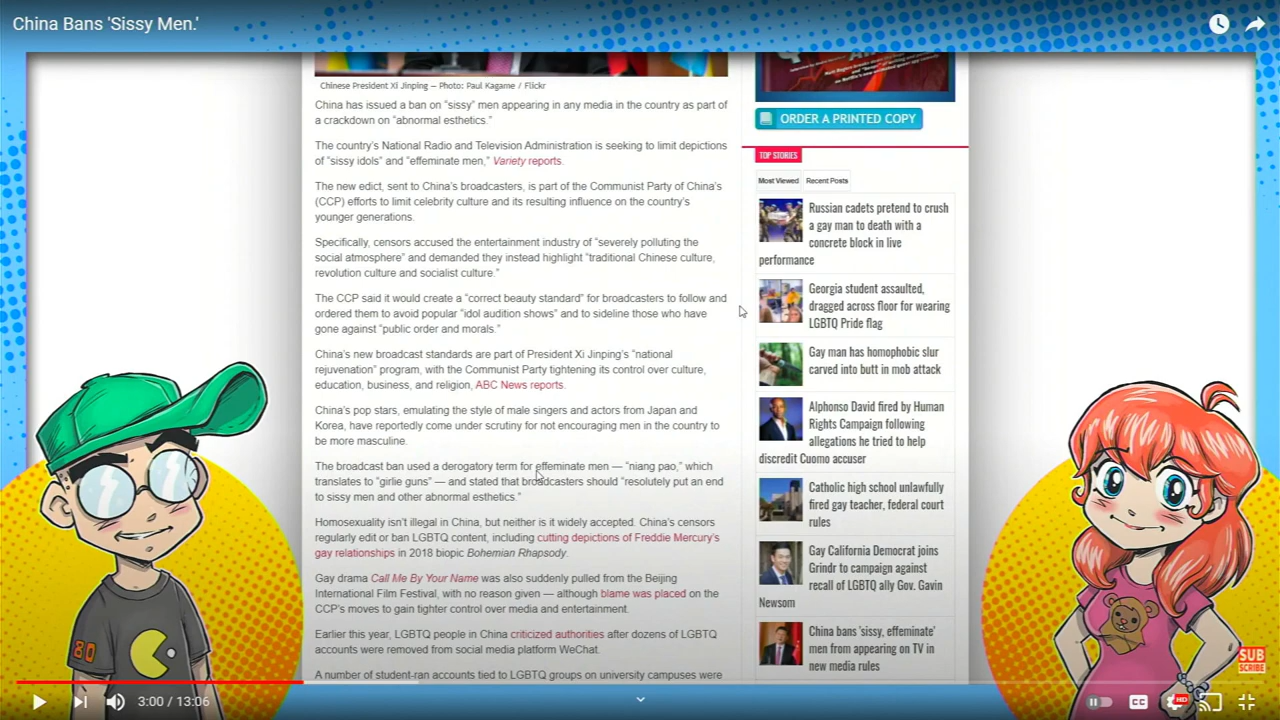 China Bans 'Sissy Men.'
Chinese President Xi Jinping — Photo: Paul Kagame / Flickr
China has issued a ban on “sissy” men appearing in any media in the country as part of
a crackdown on “abnormal esthetics.”
The country’s National Radio and Television Administration is seeking to limit depictions
of “sissy idols” and “effeminate men,” Variety reports.
The new edict, sent to China’s broadcasters, is part of the Communist Party of China’s
(CCP) efforts to limit celebrity culture and its resulting influence on the country’s
younger generations.
Specifically, censors accused the entertainment industry of “severely polluting the
social atmosphere” and demanded they instead highlight “traditional Chinese culture,
revolution culture and socialist culture.”
The CCP said it would create a “correct beauty standard” for broadcasters to follow and
ordered them to avoid popular “idol audition shows” and to sideline those who have
gone against “public order and morals.”
China’s new broadcast standards are part of President Xi Jinping’s “national
rejuvenation” program, with the Communist Party tightening its control over culture,
education, business, and religion, ABC News reports.
China’s pop stars, emulating the style of male singers and actors from Japan and
Korea, have reportedly come under scrutiny for not encouraging men in the country to
be more masculine.
The broadcast ban used a derogatory term for effeminate men — “niang pao,” which
translates to “girlie guns” — and stated that broadcasters should “resolutely put an end
to sissy men and other abnormal esthetics.”
Homosexuality isn’t illegal in China, but neither is it widely accepted. China’s censors
regularly edit or ban LGBTQ content, including cutting depictions of Freddie Mercury’s
gay relationships in 2018 biopic Bohemian Rhapsody.
Gay drama Call Me By Your Name was also suddenly pulled from the Beijing
International Film Festival, with no reason given — although blame was placed on the
CCP’s moves to gain tighter control over media and entertainment.
Earlier this year, LGBTQ people in China criticized authorities after dozens of LGBTQ
accounts were removed from social media platform WeChat.
A number of student-ran accounts tied to LGBTQ groups on university campuses were
ORDER A PRINTED COPY
TOP STORIES
Most Viewed Recent Posts
Russian cadets pretend to crush
a gay man to death with a
concrete block in live
performance
Georgia student assaulted,
dragged across floor for wearing
LGBTQ Pride flag
Gay man has homophobic slur
carved into butt in mob attack
Alphonso David fired by Human
Rights Campaign following
allegations he tried to help
discredit Cuomo accuser
Catholic high school unlawfully
fired gay teacher, federal court
rules
Gay California Democrat joins
Grindr to campaign against
recall of LGBTQ ally Gov. Gavin
Newsom
China bans ‘sissy, effeminate’
men from appearing on TV in
new media rules
80
SUB
SCRIBE
3:00 / 13:06
CC
HD